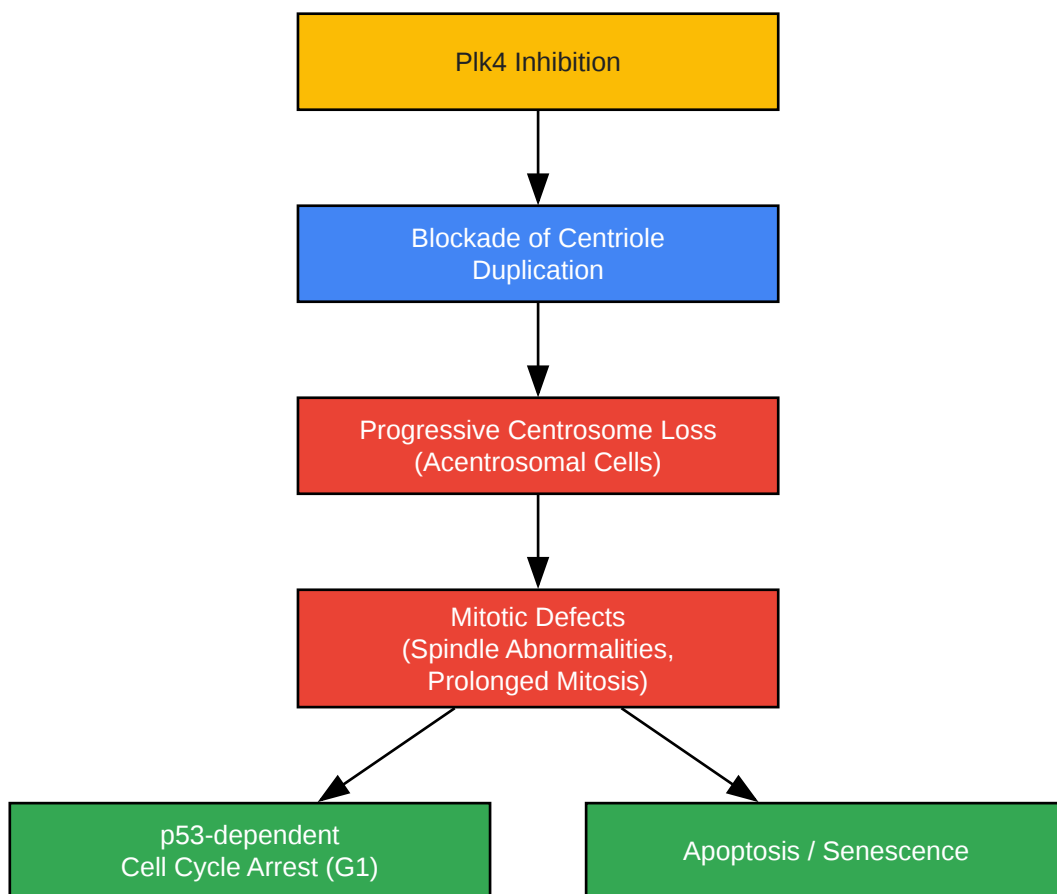 Plk4 Inhibition
Blockade of Centriole
Duplication
Progressive Centrosome Loss
(Acentrosomal Cells)
Mitotic Defects
(Spindle Abnormalities,
Prolonged Mitosis)
p53-dependent
Cell Cycle Arrest (G1)
Apoptosis / Senescence